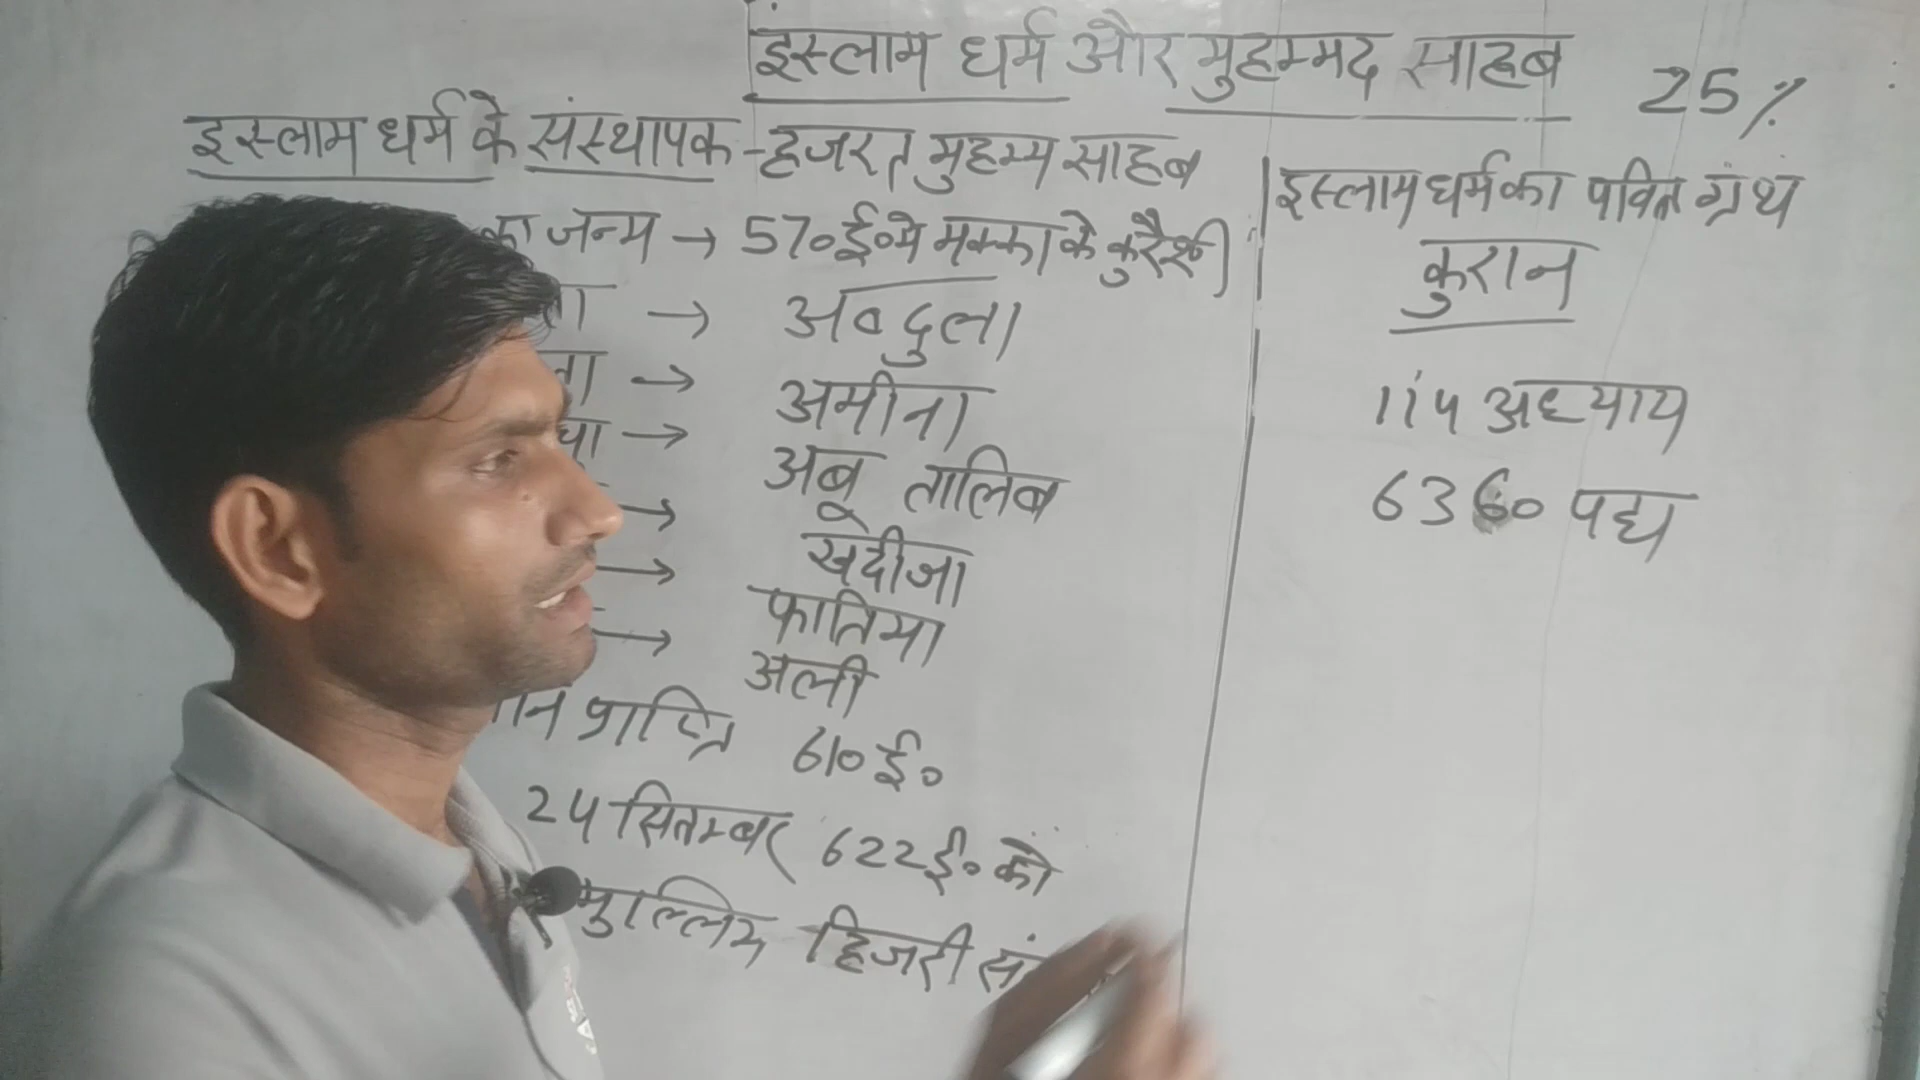 इस्लाम धर्म और मुहम्मद साहब
25%
इस्लाम धर्म के संस्थापक - हजरत मुहम्म साहब
का जन्म → 570 ई० मे मक्का के कुरैशी
→ अबदुला
→ अमीना
→ अबू तालिब
→ खदीजा
→ फातिमा
→ अली
प्राप्ति 610 ई०
24 सितम्बर 622 ई० को
मुस्लिम हिजरी
इस्लाम धर्म का पवित्र ग्रंथ
कुरान
114 अध्याय
6360 पद्य